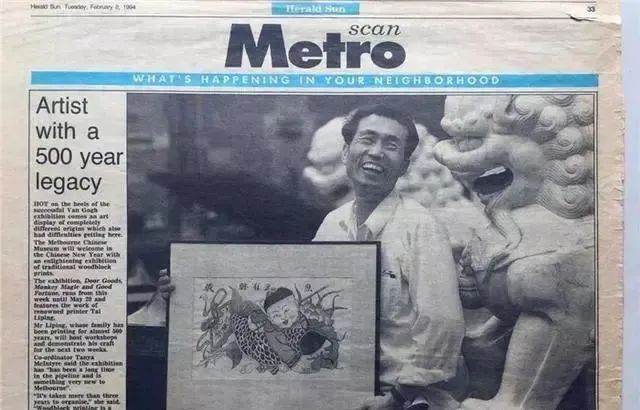 Herald Sun, Tuesday, February 8, 1994
Herald Sun
33
scan
Metro
WHAT'S HAPPENING IN YOUR NEIGHBORHOOD
Artist
with a
500 year
legacy
HOT on the heels of the
successful Van Gogh
exhibition comes an art
display of completely
different origins which also
had difficulties getting here.
The Melbourne Chinese
Museum will welcome in
the Chinese New Year with
an enlightening exhibition
of traditional woodblock
prints.
The exhibition, Door Gods,
Monkey Magic and Good
Fortune, runs from this
week until May 20 and
features the work of
renowned printer Tai
Liping.
Mr Liping, whose family has
been printing for almost 500
years, will host workshops
and demonstrate his craft
for the next two weeks.
Co-ordinator Tanya
McIntyre said the exhibition
has "been a long time
in the pipeline and is
something very new to
Melbourne".
"It's taken more than three
years to organise," she said.
"Woodblock printing is a